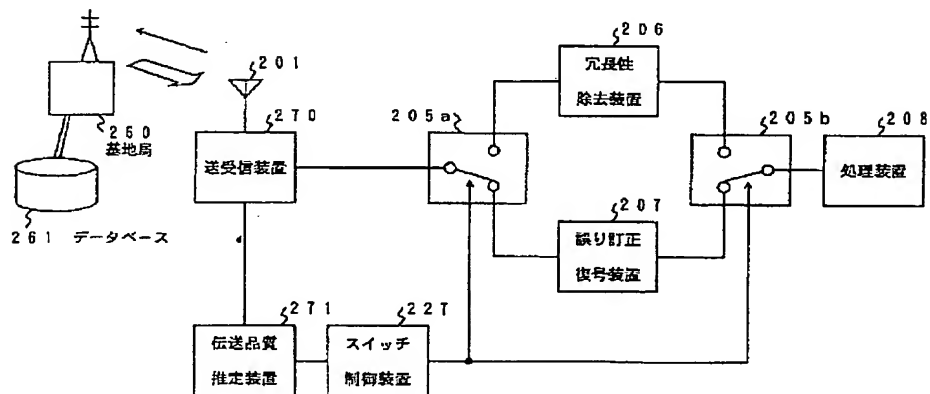 206
冗長性
除去装置
201
270
205a
205b
208
260
基地局
送受信装置
処理装置
207
誤り訂正
復号装置
261 データベース
271
227
伝送品質
推定装置
スイッチ
制御装置